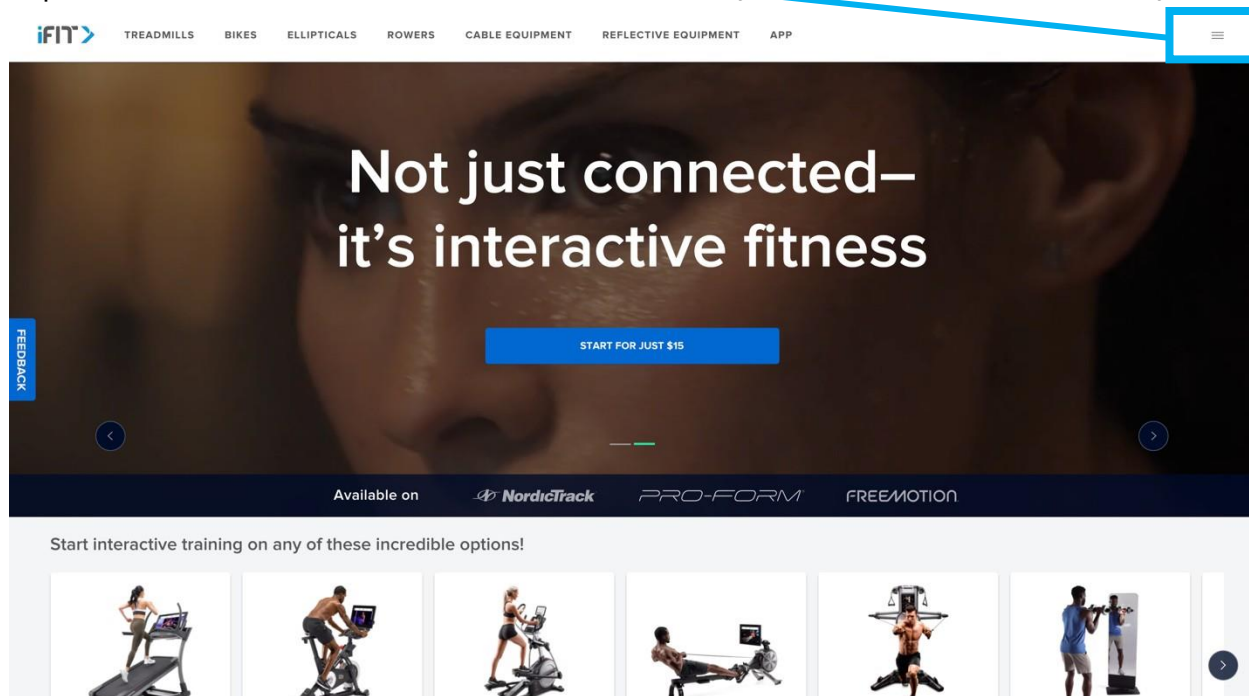 iFIT
TREADMILLS BIKES ELLIPTICALS ROWERS CABLE EQUIPMENT REFLECTIVE EQUIPMENT APP
Not just connected–
it’s interactive fitness
START FOR JUST $15
FEEDBACK
Available on NordicTrack PRO-FORM FREEMOTION
Start interactive training on any of these incredible options!